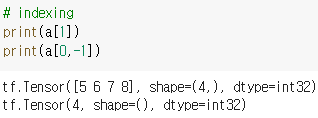 # indexing
print(a[1])
print(a[0,-1])
tf.Tensor([5 6 7 8], shape=(4,), dtype=int32)
tf.Tensor(4, shape=(), dtype=int32)